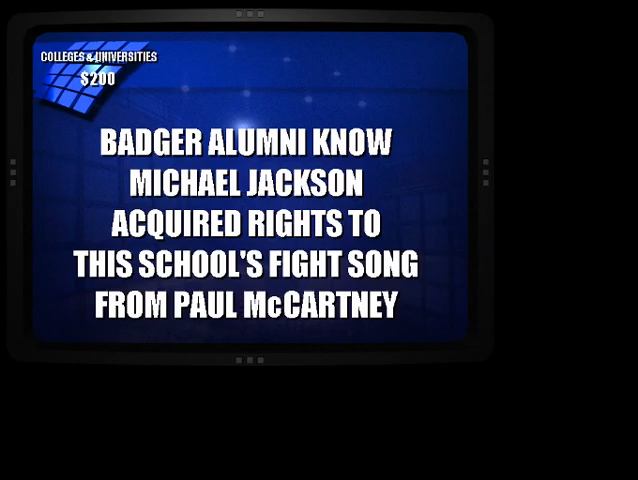 COLLEGES & UNIVERSITIES
$200
BADGER ALUMNI KNOW
MICHAEL JACKSON
ACQUIRED RIGHTS TO
THIS SCHOOL'S FIGHT SONG
FROM PAUL McCARTNEY